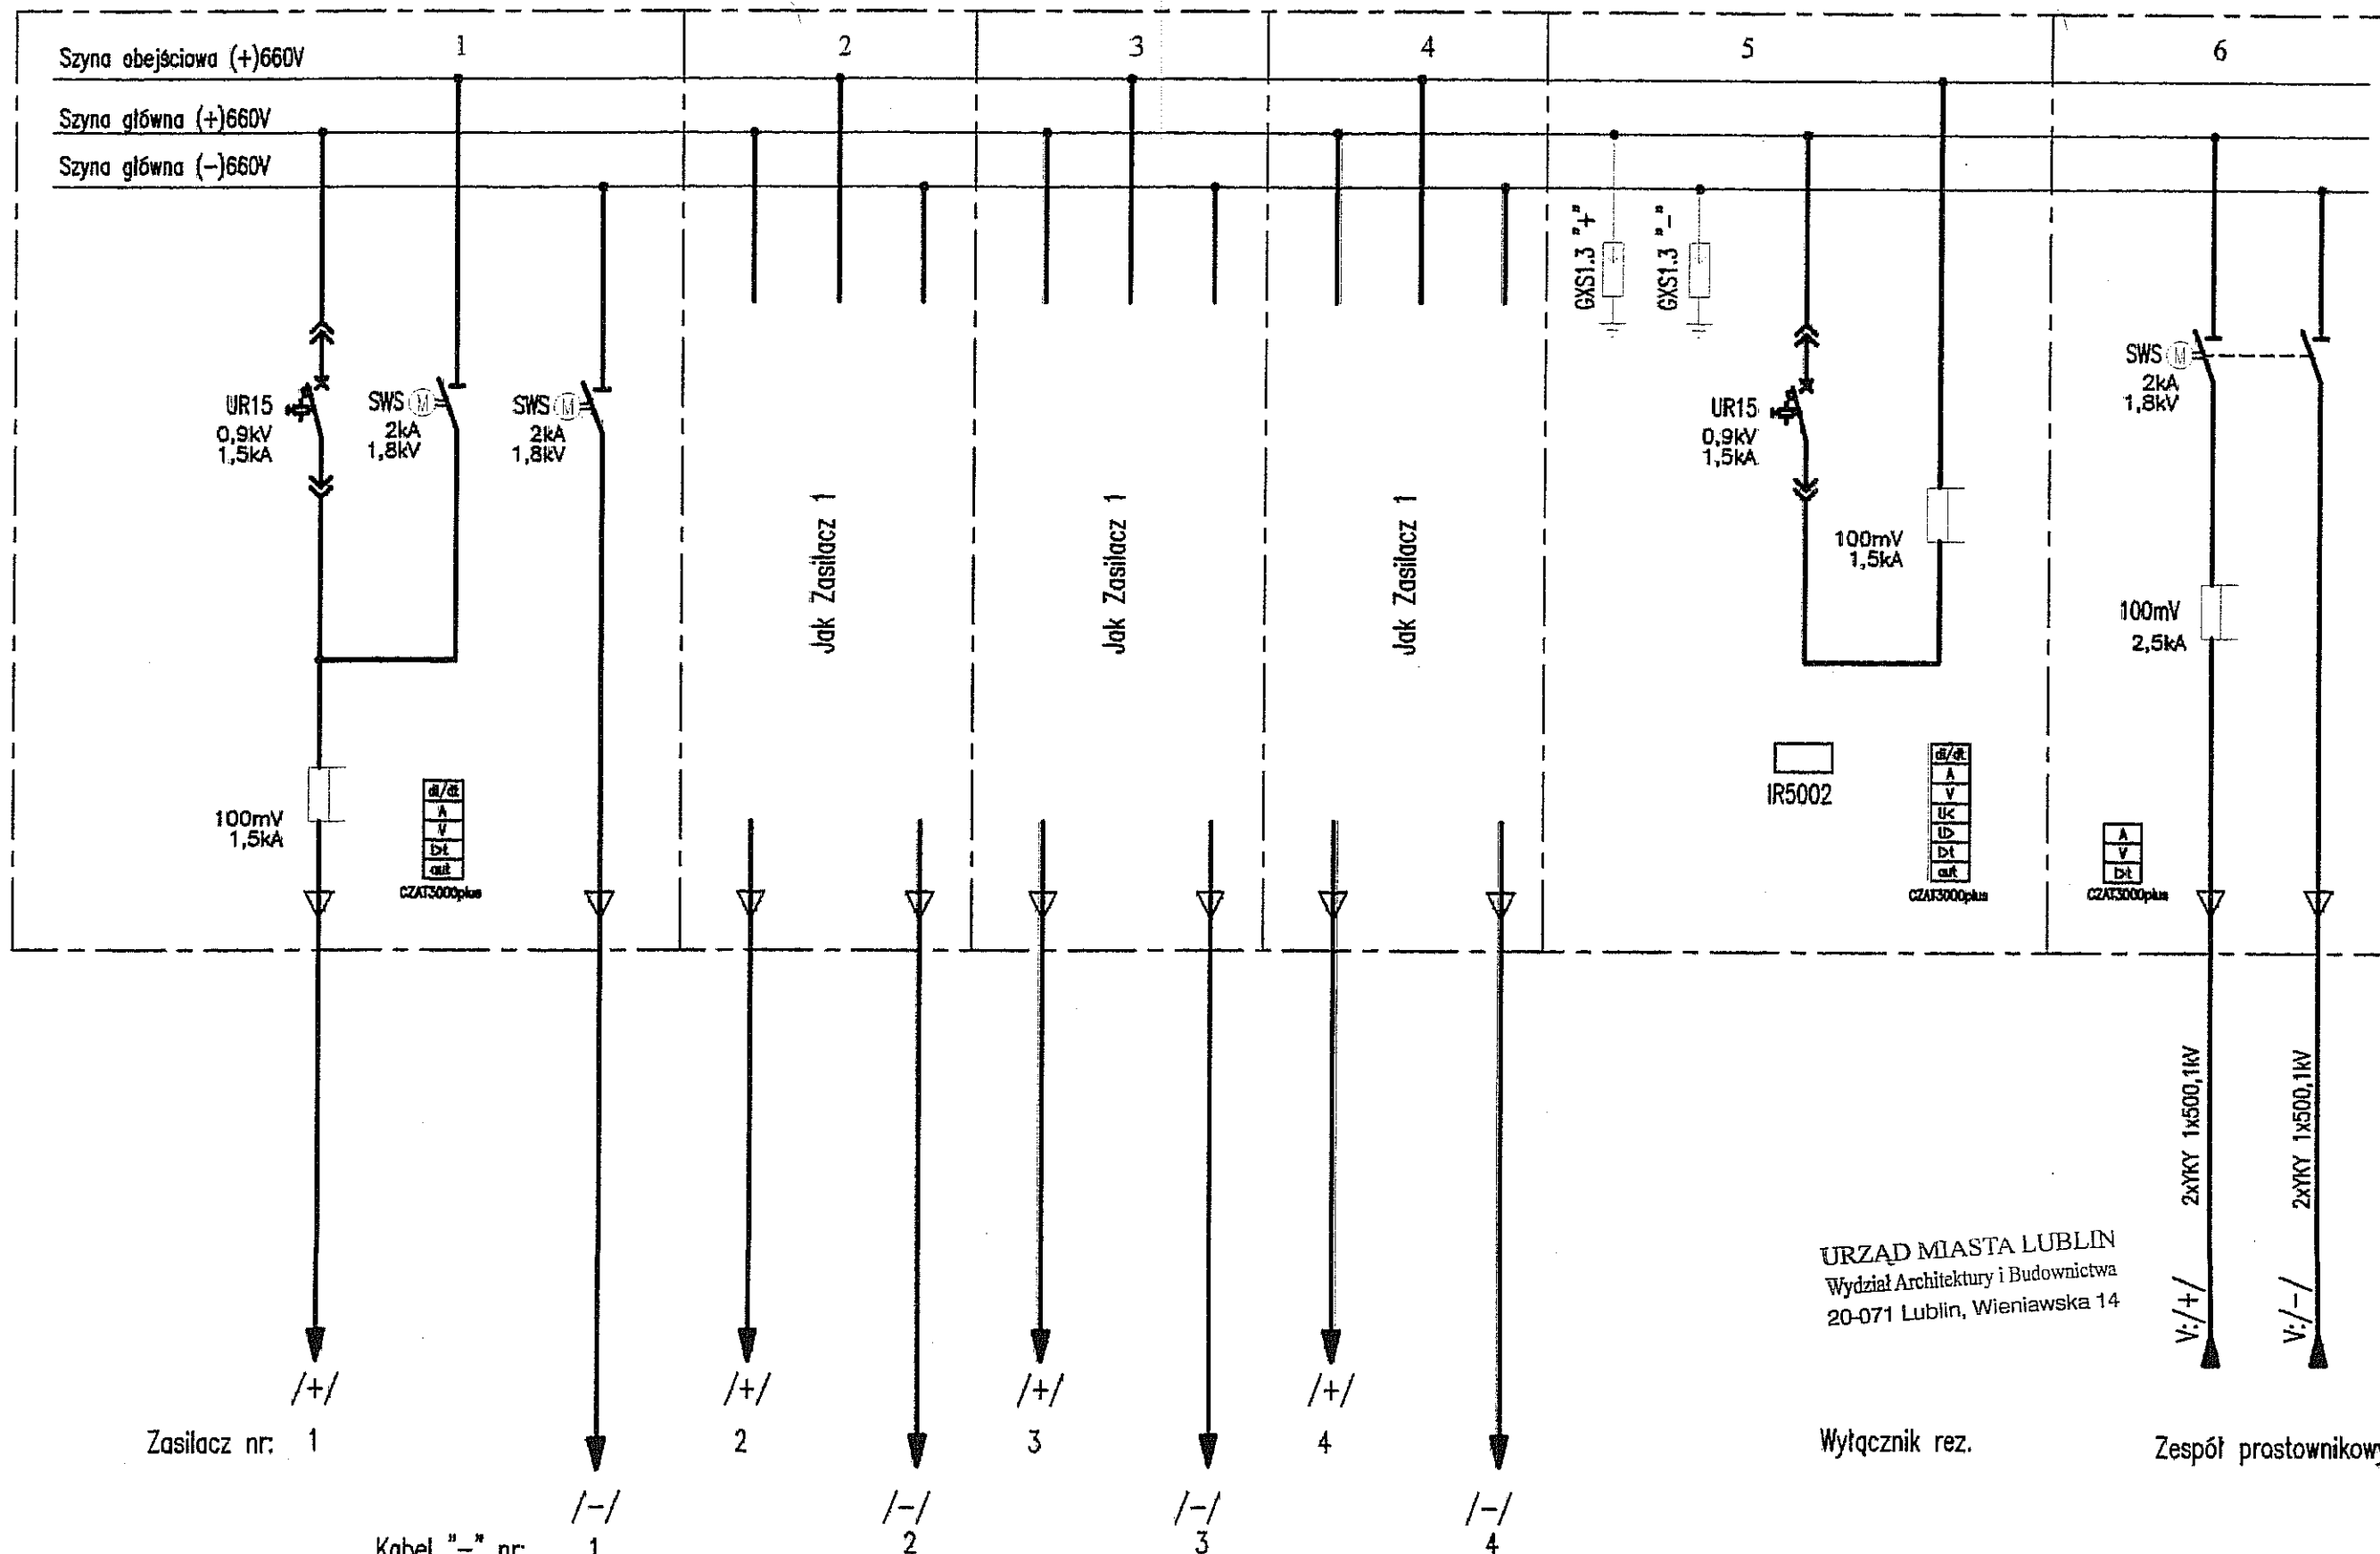 1 2 3 4 5 6
Szyna obejściowa (+)660V
Szyna główna (+)660V
Szyna główna (-)660V
GXS1.3 "+"
GXS1.3 "-"
UR15
0,9kV
1,5kA
SWS M
2kA
1,8kV
SWS M
2kA
1,8kV
Jak Zasilacz 1
Jak Zasilacz 1
Jak Zasilacz 1
UR15
0,9kV
1,5kA
100mV
1,5kA
SWS M
2kA
1,8kV
100mV
2,5kA
100mV
1,5kA
di/dt
A
V
I>t
aut
CZAT3000plus
IR5002
di/dt
A
V
U<
U>
I>t
aut
CZAT3000plus
A
V
I>t
CZAT3000plus
2xYKY 1x500,1kV
2xYKY 1x500,1kV
V:/+/
V:/-/
URZĄD MIASTA LUBLIN
Wydział Architektury i Budownictwa
20-071 Lublin, Wieniawska 14
/+/ /+/ /+/ /+/
Zasilacz nr: 1 2 3 4 Wyłącznik rez. Zespół prostownikowy
/-/ /-/ /-/ /-/
Kabel "-" nr: 1 2 3 4